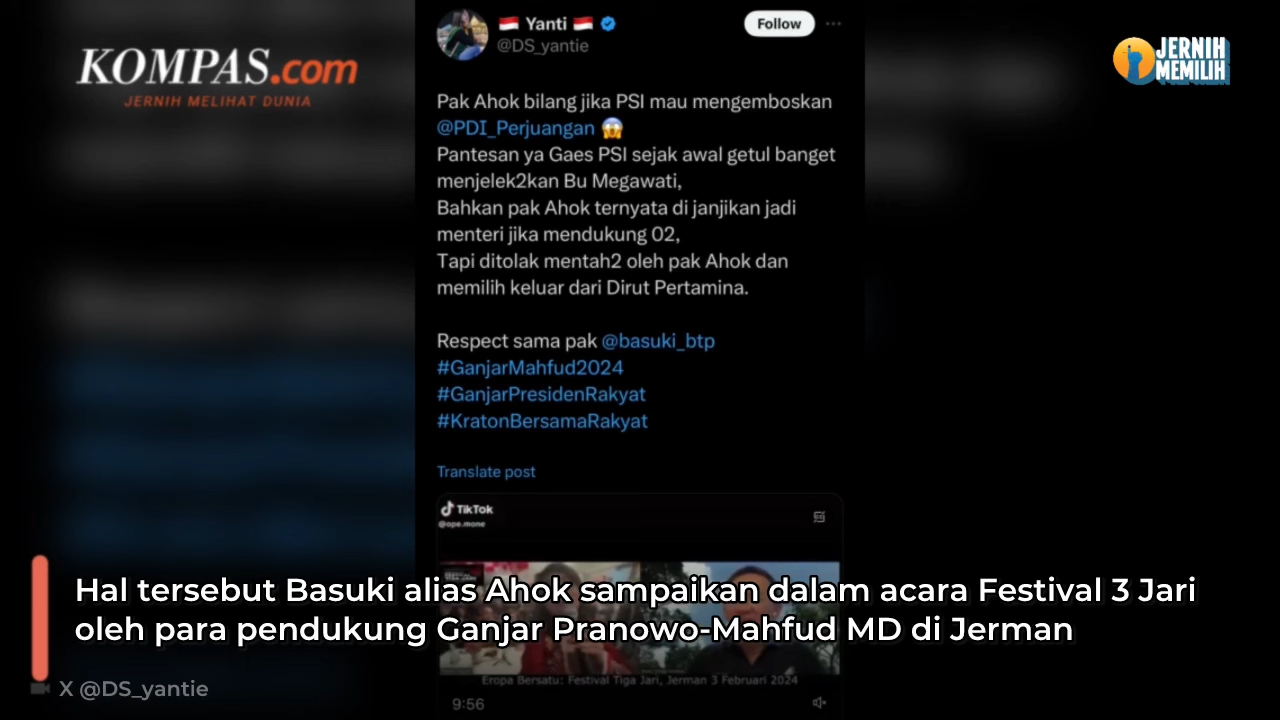 KOMPAS.com
JERNIH MELIHAT DUNIA
JERNIH
MEMILIH
Yanti
@DS_yantie
Follow
Pak Ahok bilang jika PSI mau mengemboskan
@PDI_Perjuangan 😱
Pantesan ya Gaes PSI sejak awal getul banget
menjelek2kan Bu Megawati,
Bahkan pak Ahok ternyata di janjikan jadi
menteri jika mendukung 02,
Tapi ditolak mentah2 oleh pak Ahok dan
memilih keluar dari Dirut Pertamina.
Respect sama pak @basuki_btp
#GanjarMahfud2024
#GanjarPresidenRakyat
#KratonBersamaRakyat
Translate post
TikTok
@ope.mone
Hal tersebut Basuki alias Ahok sampaikan dalam acara Festival 3 Jari
oleh para pendukung Ganjar Pranowo-Mahfud MD di Jerman
Eropa Bersatu: Festival Tiga Jari, Jerman 3 Februari 2024
X @DS_yantie
9:56